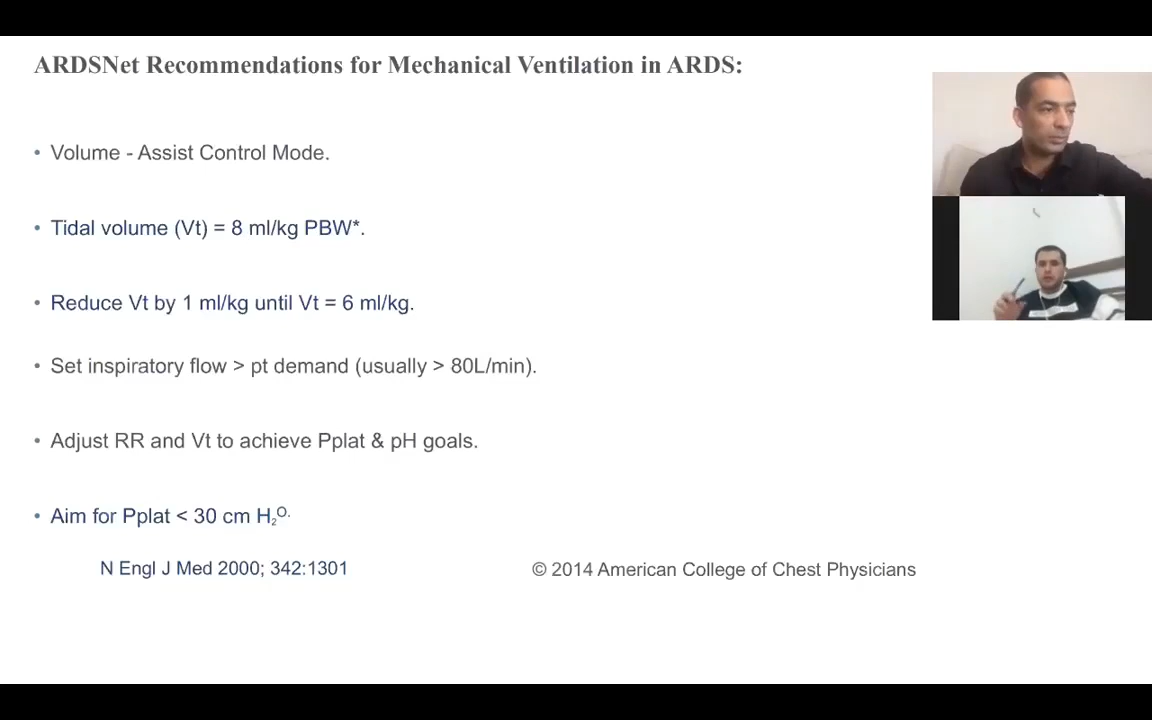 ARDSNet Recommendations for Mechanical Ventilation in ARDS:
• Volume - Assist Control Mode.
• Tidal volume (Vt) = 8 ml/kg PBW*.
• Reduce Vt by 1 ml/kg until Vt = 6 ml/kg.
• Set inspiratory flow > pt demand (usually > 80L/min).
• Adjust RR and Vt to achieve Pplat & pH goals.
• Aim for Pplat < 30 cm H₂O.
N Engl J Med 2000; 342:1301
© 2014 American College of Chest Physicians